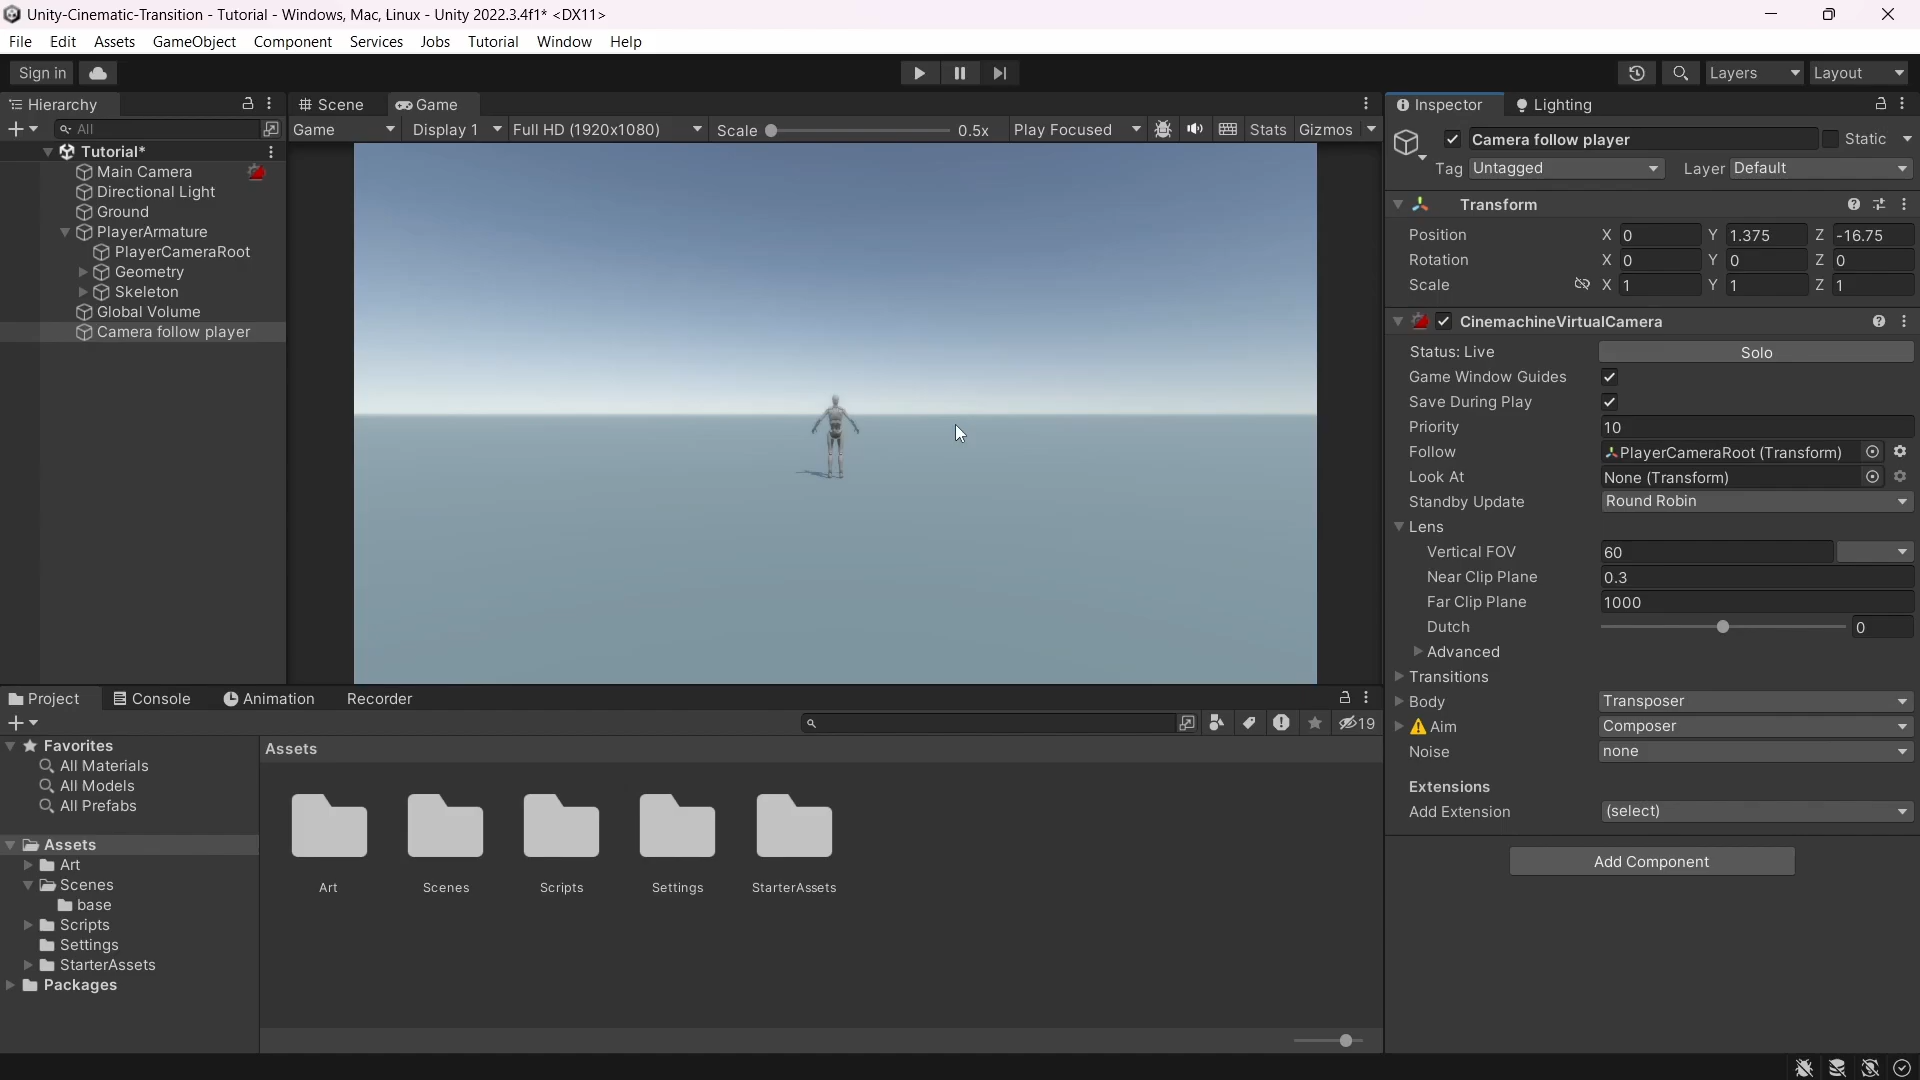 Unity-Cinematic-Transition - Tutorial - Windows, Mac, Linux - Unity 2022.3.4f1* <DX11>
File Edit Assets GameObject Component Services Jobs Tutorial Window Help
Sign in Layers Layout
Hierarchy
All
Tutorial*
Main Camera
Directional Light
Ground
PlayerArmature
PlayerCameraRoot
Geometry
Skeleton
Global Volume
Camera follow player
Scene Game
Game Display 1 Full HD (1920x1080) Scale 0.5x Play Focused Stats Gizmos
Inspector Lighting
Camera follow player Static
Tag Untagged Layer Default
Transform
Position X 0 Y 1.375 Z -16.75
Rotation X 0 Y 0 Z 0
Scale X 1 Y 1 Z 1
CinemachineVirtualCamera
Status: Live Solo
Game Window Guides
Save During Play
Priority 10
Follow PlayerCameraRoot (Transform)
Look At None (Transform)
Standby Update Round Robin
Lens
Vertical FOV 60
Near Clip Plane 0.3
Far Clip Plane 1000
Dutch 0
Advanced
Transitions
Body Transposer
Aim Composer
Noise none
Extensions
Add Extension (select)
Add Component
Project Console Animation Recorder
19
Favorites
All Materials
All Models
All Prefabs
Assets
Art
Scenes
base
Scripts
Settings
StarterAssets
Packages
Assets
Art Scenes Scripts Settings StarterAssets